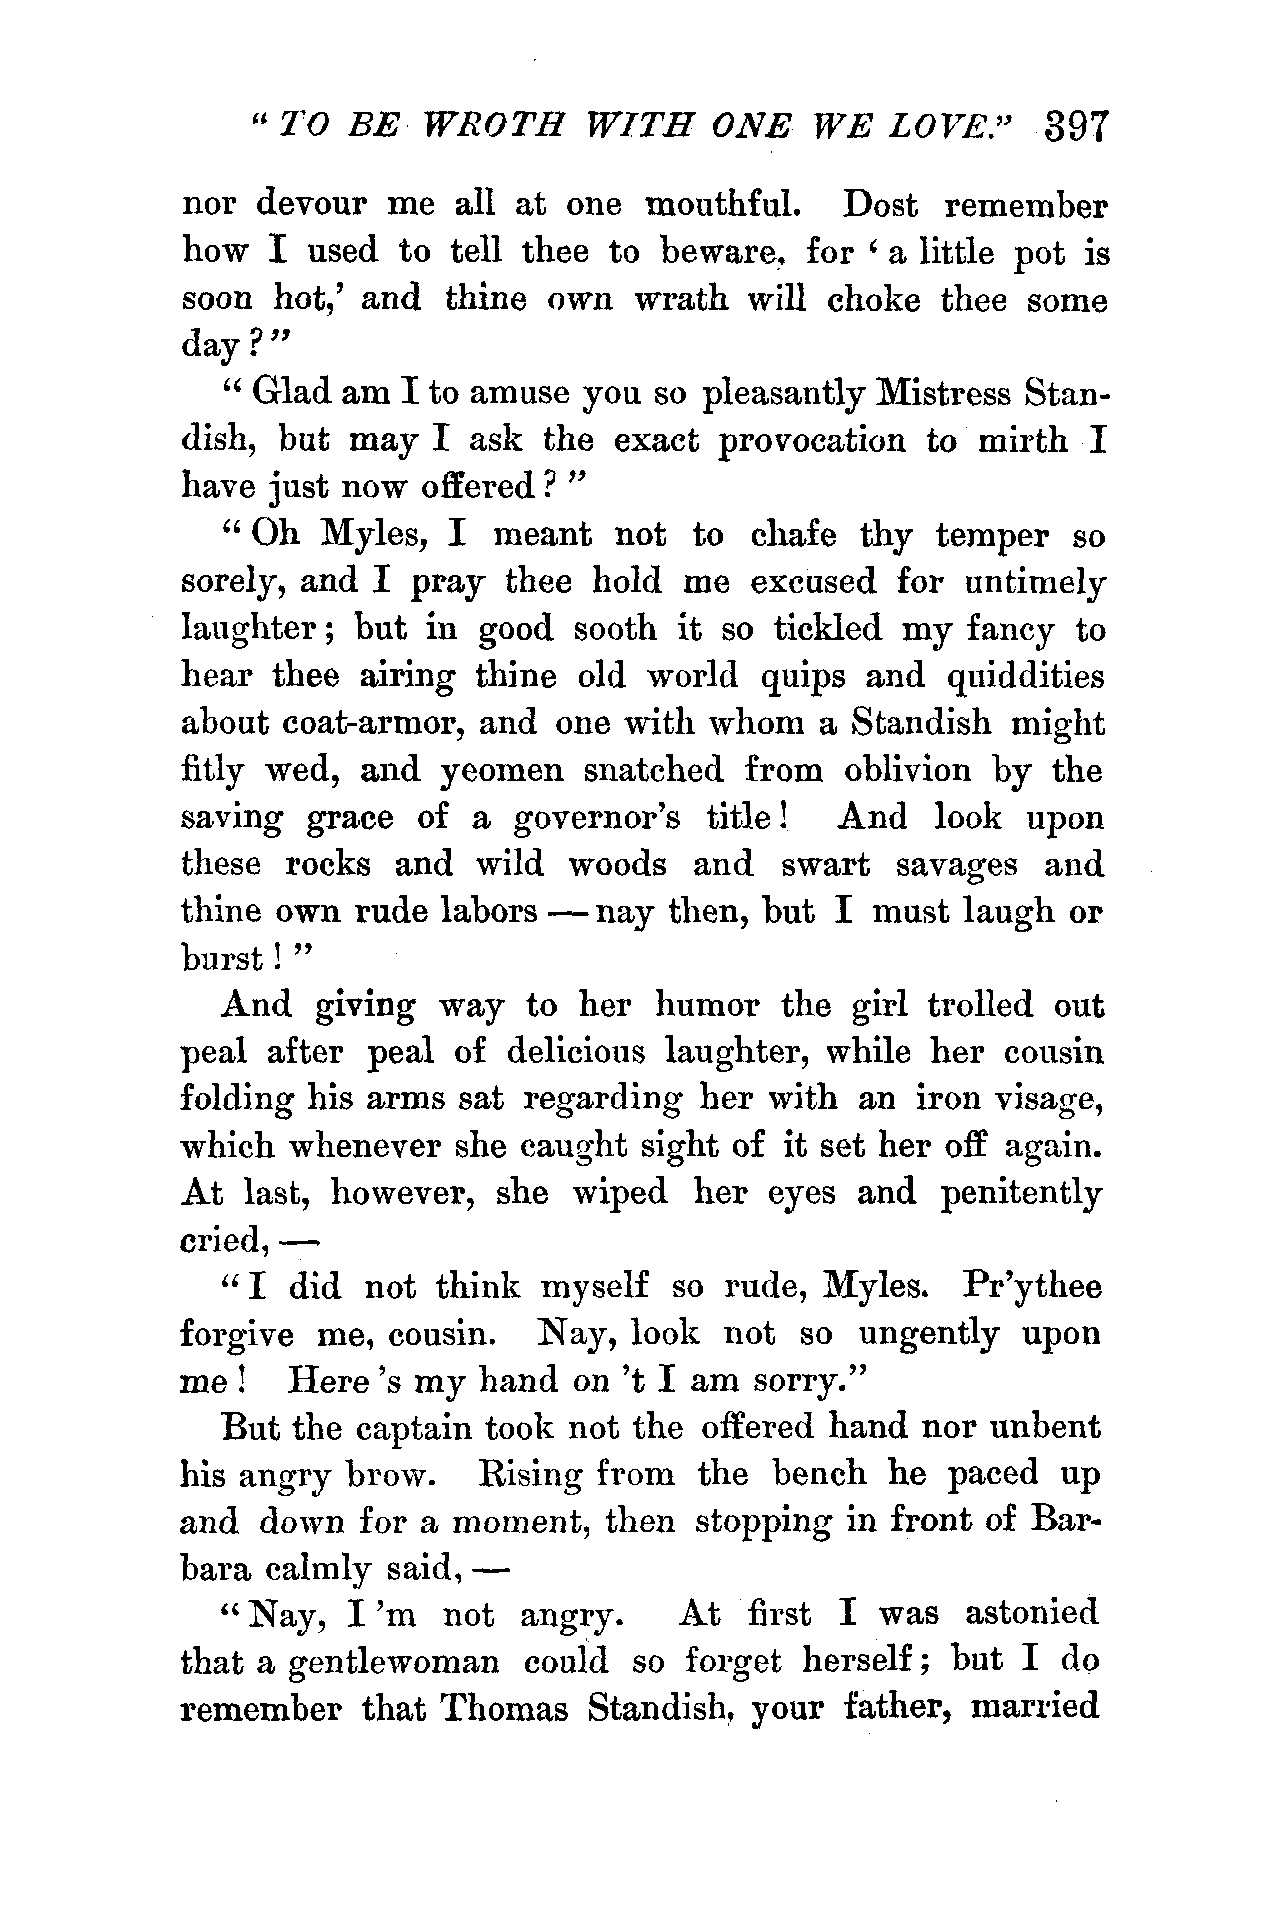 " TO BE WROTH WITH ONE WE LOVE." 397
nor devour me all at one mouthful. Dost remember
how I used to tell thee to beware, for ' a little pot is
soon hot,' and thine own wrath will choke thee some
day ? "
" Glad am I to amuse you so pleasantly Mistress Stan-
dish, but may I ask the exact provocation to mirth I
have just now offered ? "
" Oh Myles, I meant not to chafe thy temper so
sorely, and I pray thee hold me excused for untimely
laughter ; but in good sooth it so tickled my fancy to
hear thee airing thine old world quips and quiddities
about coat-armor, and one with whom a Standish might
fitly wed, and yeomen snatched from oblivion by the
saving grace of a governor's title ! And look upon
these rocks and wild woods and swart savages and
thine own rude labors — nay then, but I must laugh or
burst ! "
And giving way to her humor the girl trolled out
peal after peal of delicious laughter, while her cousin
folding his arms sat regarding her with an iron visage,
which whenever she caught sight of it set her off again.
At last, however, she wiped her eyes and penitently
cried, —
" I did not think myself so rude, Myles. Pr'ythee
forgive me, cousin. Nay, look not so ungently upon
me ! Here 's my hand on 't I am sorry."
But the captain took not the offered hand nor unbent
his angry brow. Rising from the bench he paced up
and down for a moment, then stopping in front of Bar-
bara calmly said, —
" Nay, I 'm not angry. At first I was astonied
that a gentlewoman could so forget herself ; but I do
remember that Thomas Standish, your father, married